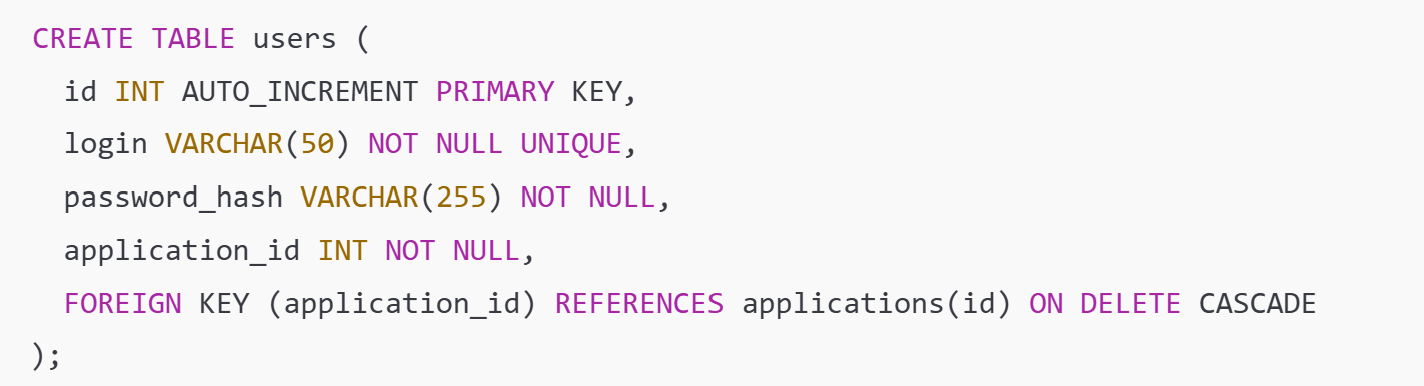 CREATE TABLE users (
id INT AUTO_INCREMENT PRIMARY KEY,
login VARCHAR(50) NOT NULL UNIQUE,
password_hash VARCHAR(255) NOT NULL,
application_id INT NOT NULL,
FOREIGN KEY (application_id) REFERENCES applications(id) ON DELETE CASCADE
);